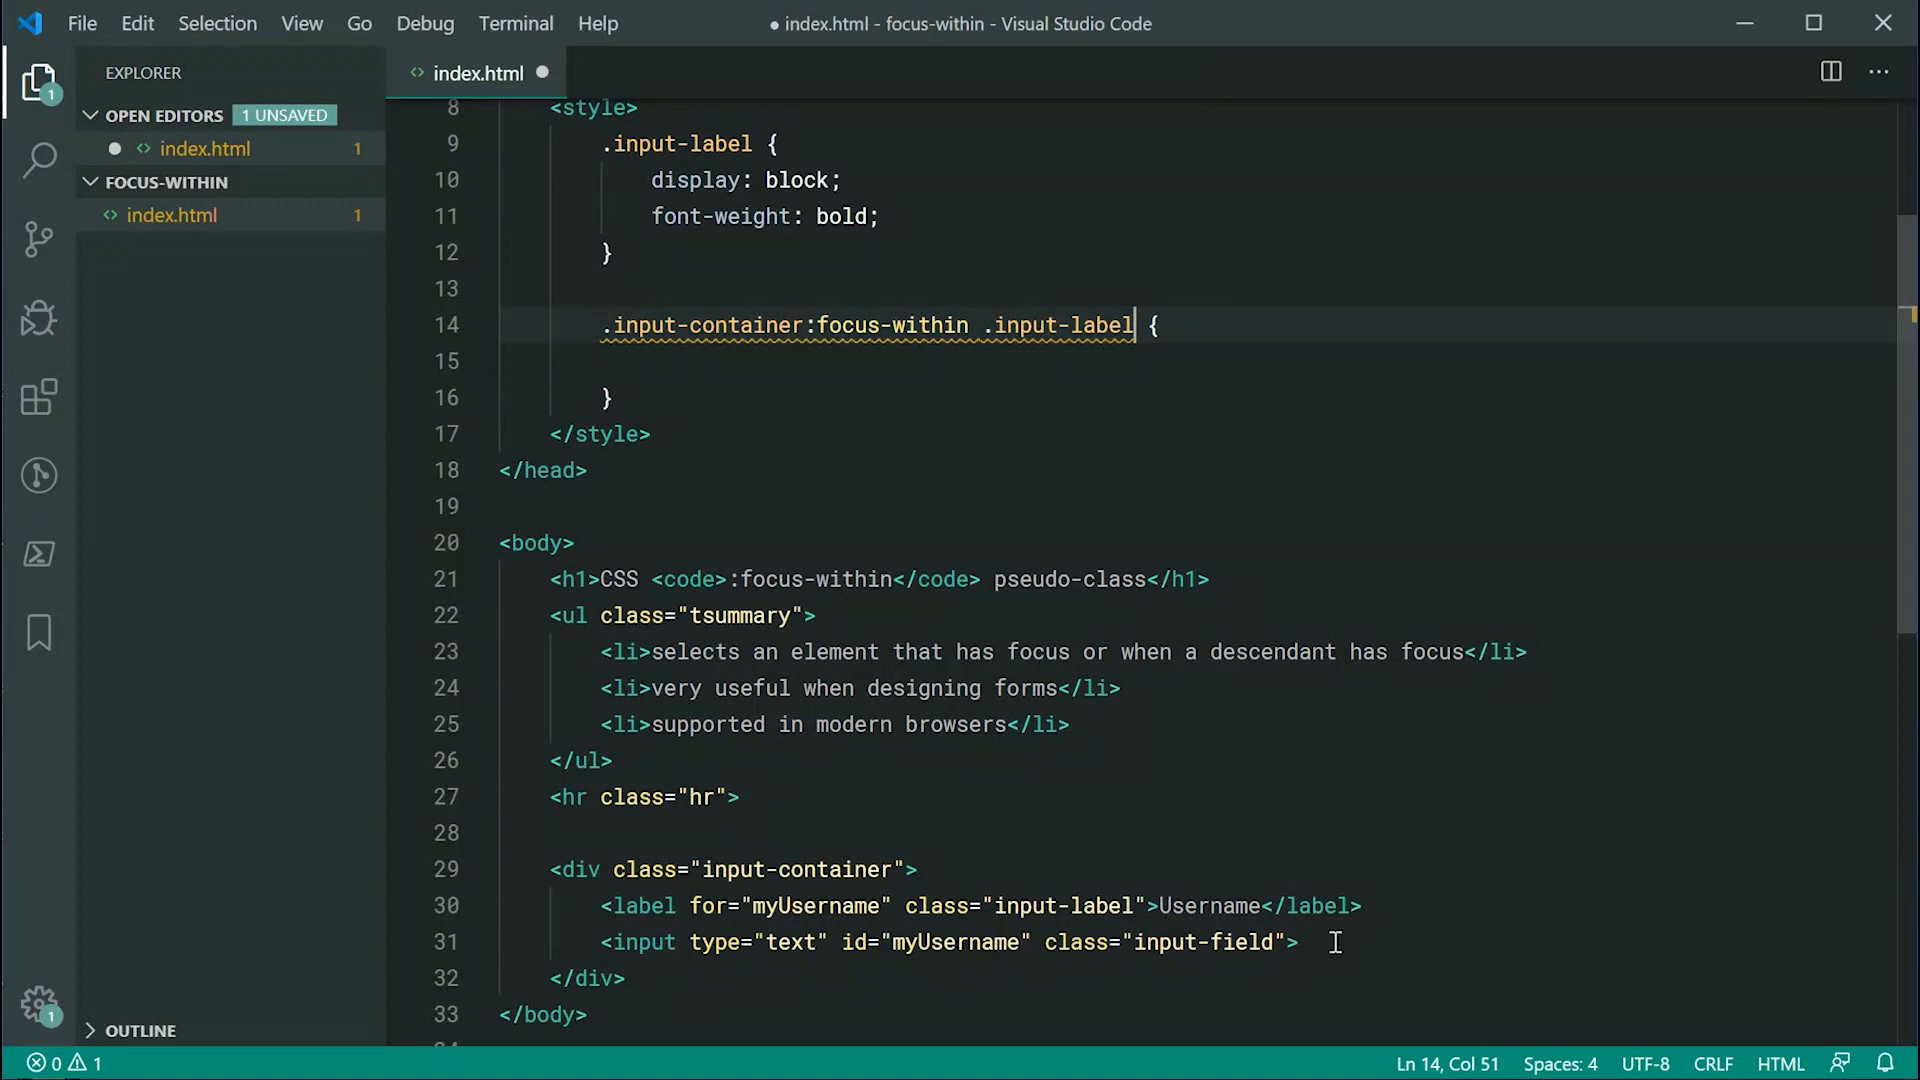 File Edit Selection View Go Debug Terminal Help
● index.html - focus-within - Visual Studio Code
EXPLORER
OPEN EDITORS 1 UNSAVED
index.html 1
FOCUS-WITHIN
index.html 1
OUTLINE
1
1
index.html
8 <style>
9 .input-label {
10 display: block;
11 font-weight: bold;
12 }
13
14 .input-container:focus-within .input-label {
15
16 }
17 </style>
18 </head>
19
20 <body>
21 <h1>CSS <code>:focus-within</code> pseudo-class</h1>
22 <ul class="tsummary">
23 <li>selects an element that has focus or when a descendant has focus</li>
24 <li>very useful when designing forms</li>
25 <li>supported in modern browsers</li>
26 </ul>
27 <hr class="hr">
28
29 <div class="input-container">
30 <label for="myUsername" class="input-label">Username</label>
31 <input type="text" id="myUsername" class="input-field">
32 </div>
33 </body>
0 1 Ln 14, Col 51 Spaces: 4 UTF-8 CRLF HTML